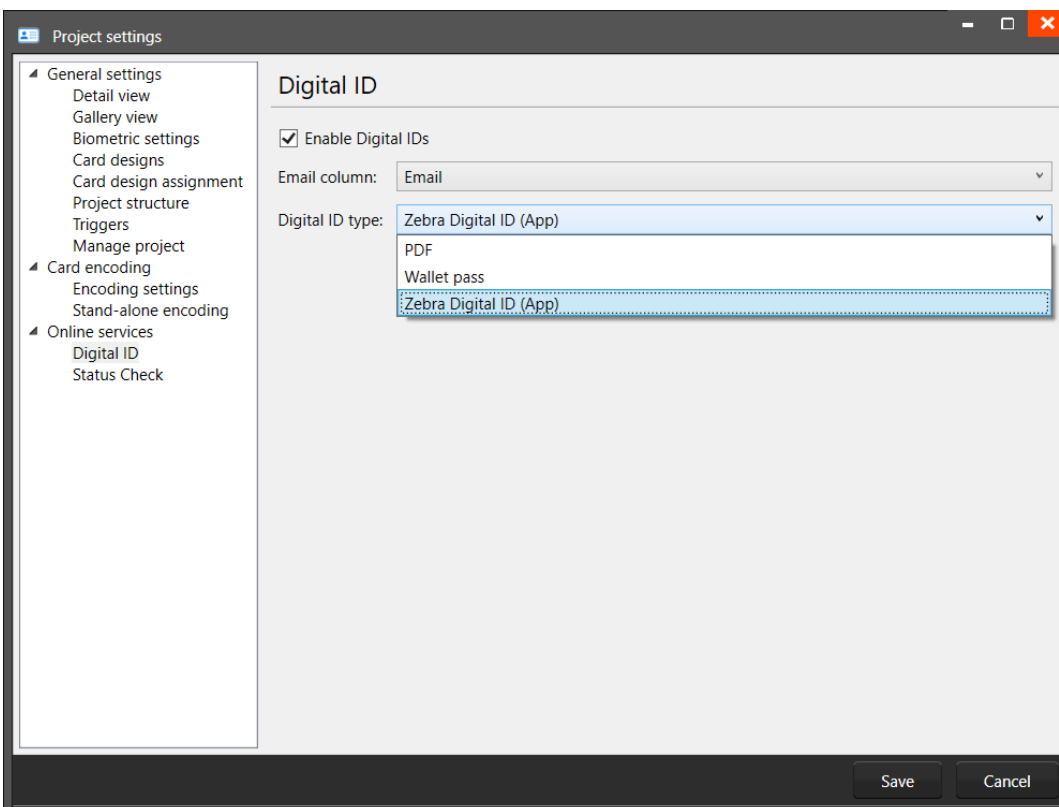 Project settings
General settings
Detail view
Gallery view
Biometric settings
Card designs
Card design assignment
Project structure
Triggers
Manage project
Card encoding
Encoding settings
Stand-alone encoding
Online services
Digital ID
Status Check
Digital ID
Enable Digital IDs
Email column: Email
Digital ID type: Zebra Digital ID (App)
PDF
Wallet pass
Zebra Digital ID (App)
Save Cancel